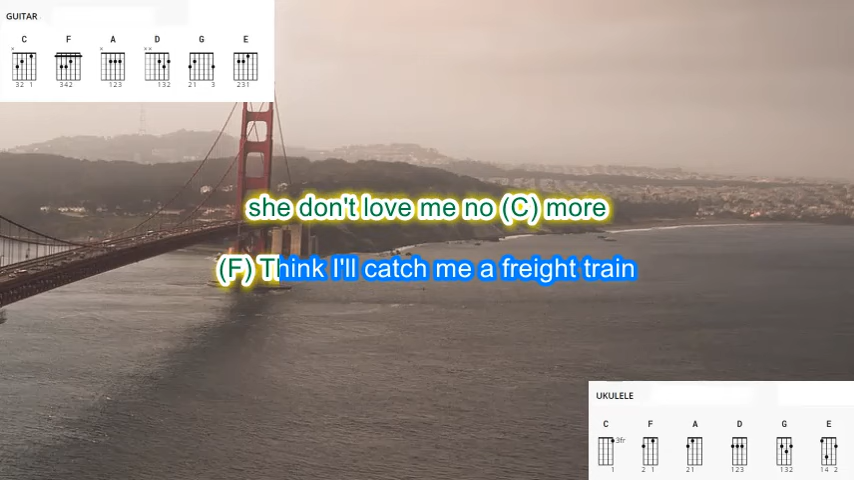 GUITAR
C F A D G E
x x xx
32 1 342 123 132 21 3 231
she don't love me no (C) more
(F) Think I'll catch me a freight train
UKULELE
C F A D G E
3fr
1 2 1 21 123 132 14 2